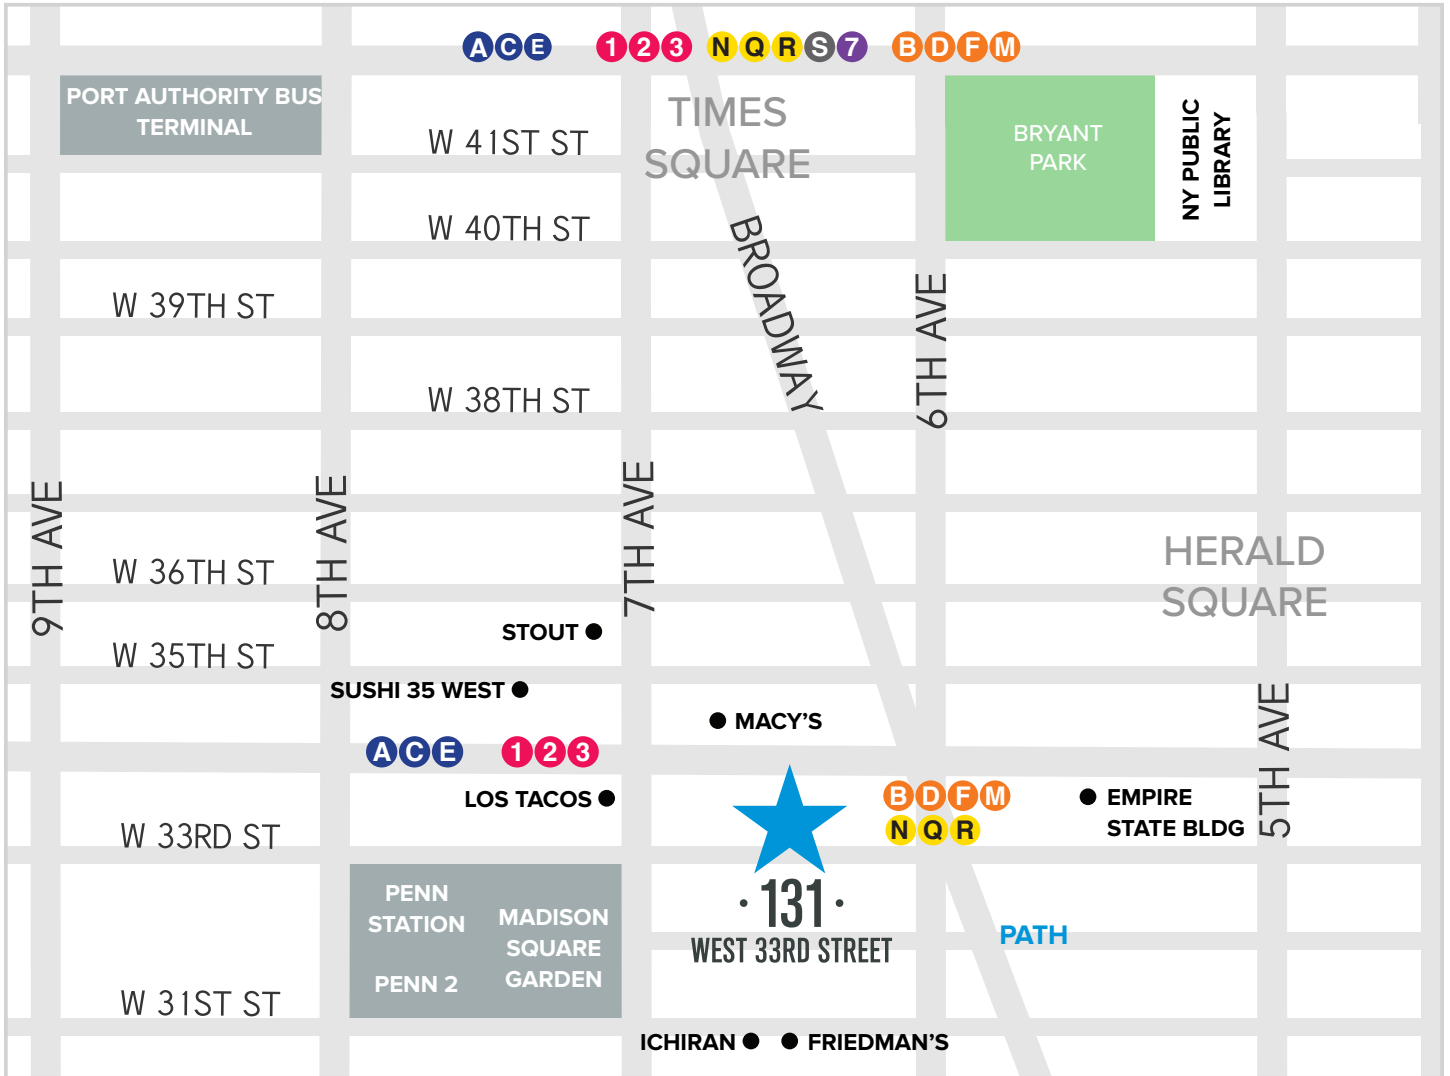 A C E 1 2 3 N Q R S 7 B D F M
PORT AUTHORITY BUS
TERMINAL
TIMES
SQUARE
W 41ST ST
BRYANT
PARK
NY PUBLIC
LIBRARY
W 40TH ST
BROADWAY
W 39TH ST
6TH AVE
W 38TH ST
9TH AVE
8TH AVE
7TH AVE
HERALD
SQUARE
W 36TH ST
STOUT
W 35TH ST
SUSHI 35 WEST
MACY'S
5TH AVE
A C E 1 2 3
LOS TACOS
B D F M
N Q R
EMPIRE
STATE BLDG
W 33RD ST
PENN
STATION
PENN 2
MADISON
SQUARE
GARDEN
· 131 ·
WEST 33RD STREET
PATH
W 31ST ST
ICHIRAN
FRIEDMAN'S